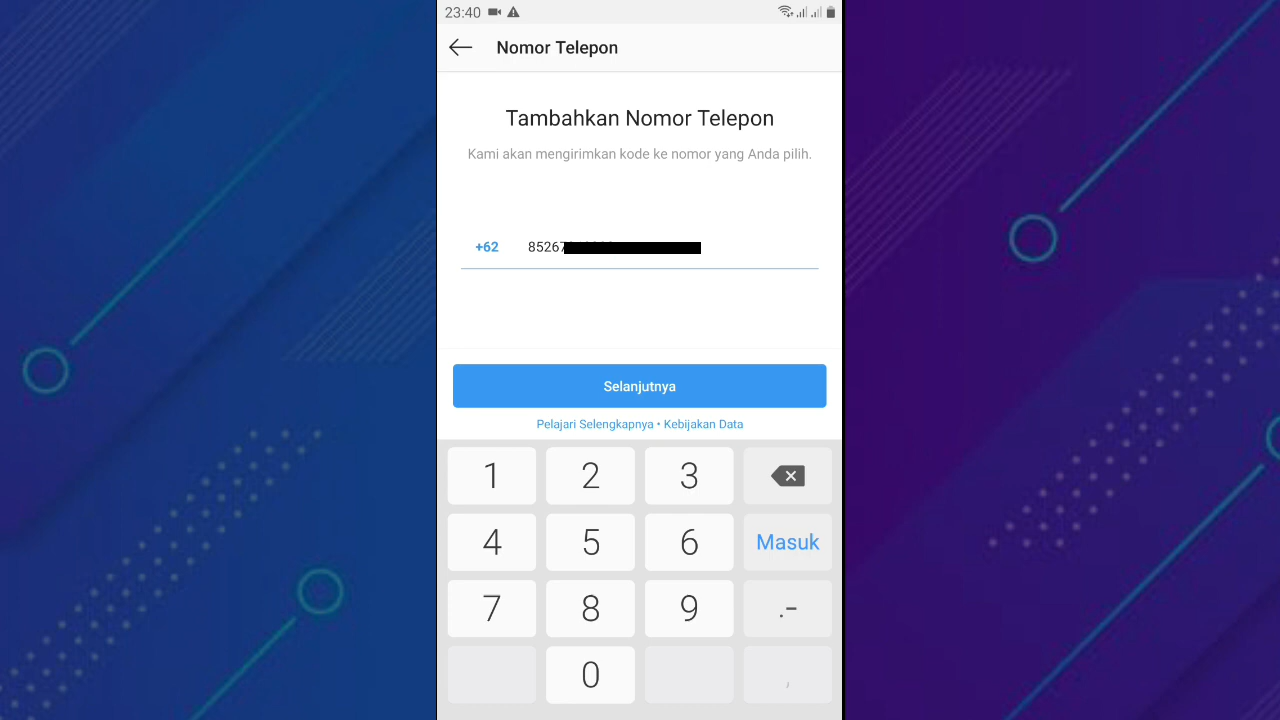 23:40
Nomor Telepon
Tambahkan Nomor Telepon
Kami akan mengirimkan kode ke nomor yang Anda pilih.
+62 8526
Selanjutnya
Pelajari Selengkapnya • Kebijakan Data
1 2 3
4 5 6 Masuk
7 8 9 .-
0 ,